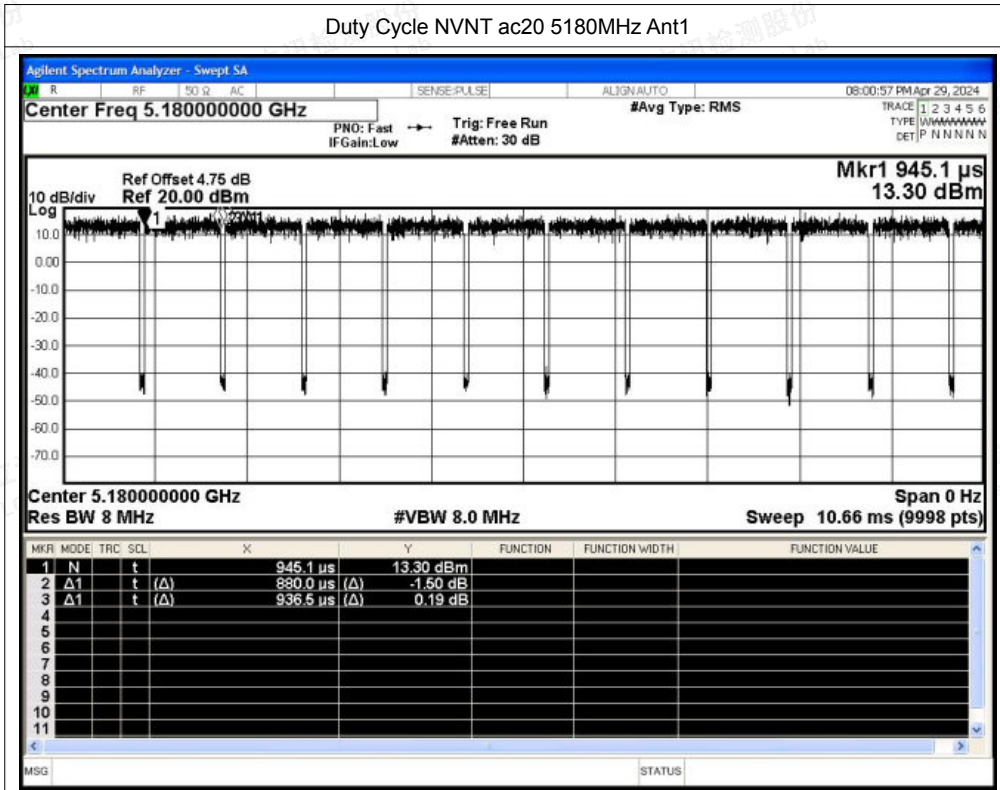 Duty Cycle NVNT ac20 5180MHz Ant1
Agilent Spectrum Analyzer - Swept SA
R RF 50 Ω AC SENSE:PULSE ALIGN AUTO 08:00:57 PM Apr 29, 2024
Center Freq 5.180000000 GHz #Avg Type: RMS TRACE 1 2 3 4 5 6
PNO: Fast Trig: Free Run TYPE
IFGain:Low #Atten: 30 dB DET P N N N N N
Mkr1 945.1 µs
Ref Offset 4.75 dB
10 dB/div Ref 20.00 dBm 13.30 dBm
Log
1
10.0
0.00
-10.0
-20.0
-30.0
-40.0
-50.0
-60.0
-70.0
Center 5.180000000 GHz Span 0 Hz
Res BW 8 MHz #VBW 8.0 MHz Sweep 10.66 ms (9998 pts)
MKR MODE TRC SCL X Y FUNCTION FUNCTION WIDTH FUNCTION VALUE
1 N t 945.1 µs 13.30 dBm
2 Δ1 t (Δ) 880.0 µs (Δ) -1.50 dB
3 Δ1 t (Δ) 936.5 µs (Δ) 0.19 dB
4
5
6
7
8
9
10
11
MSG STATUS